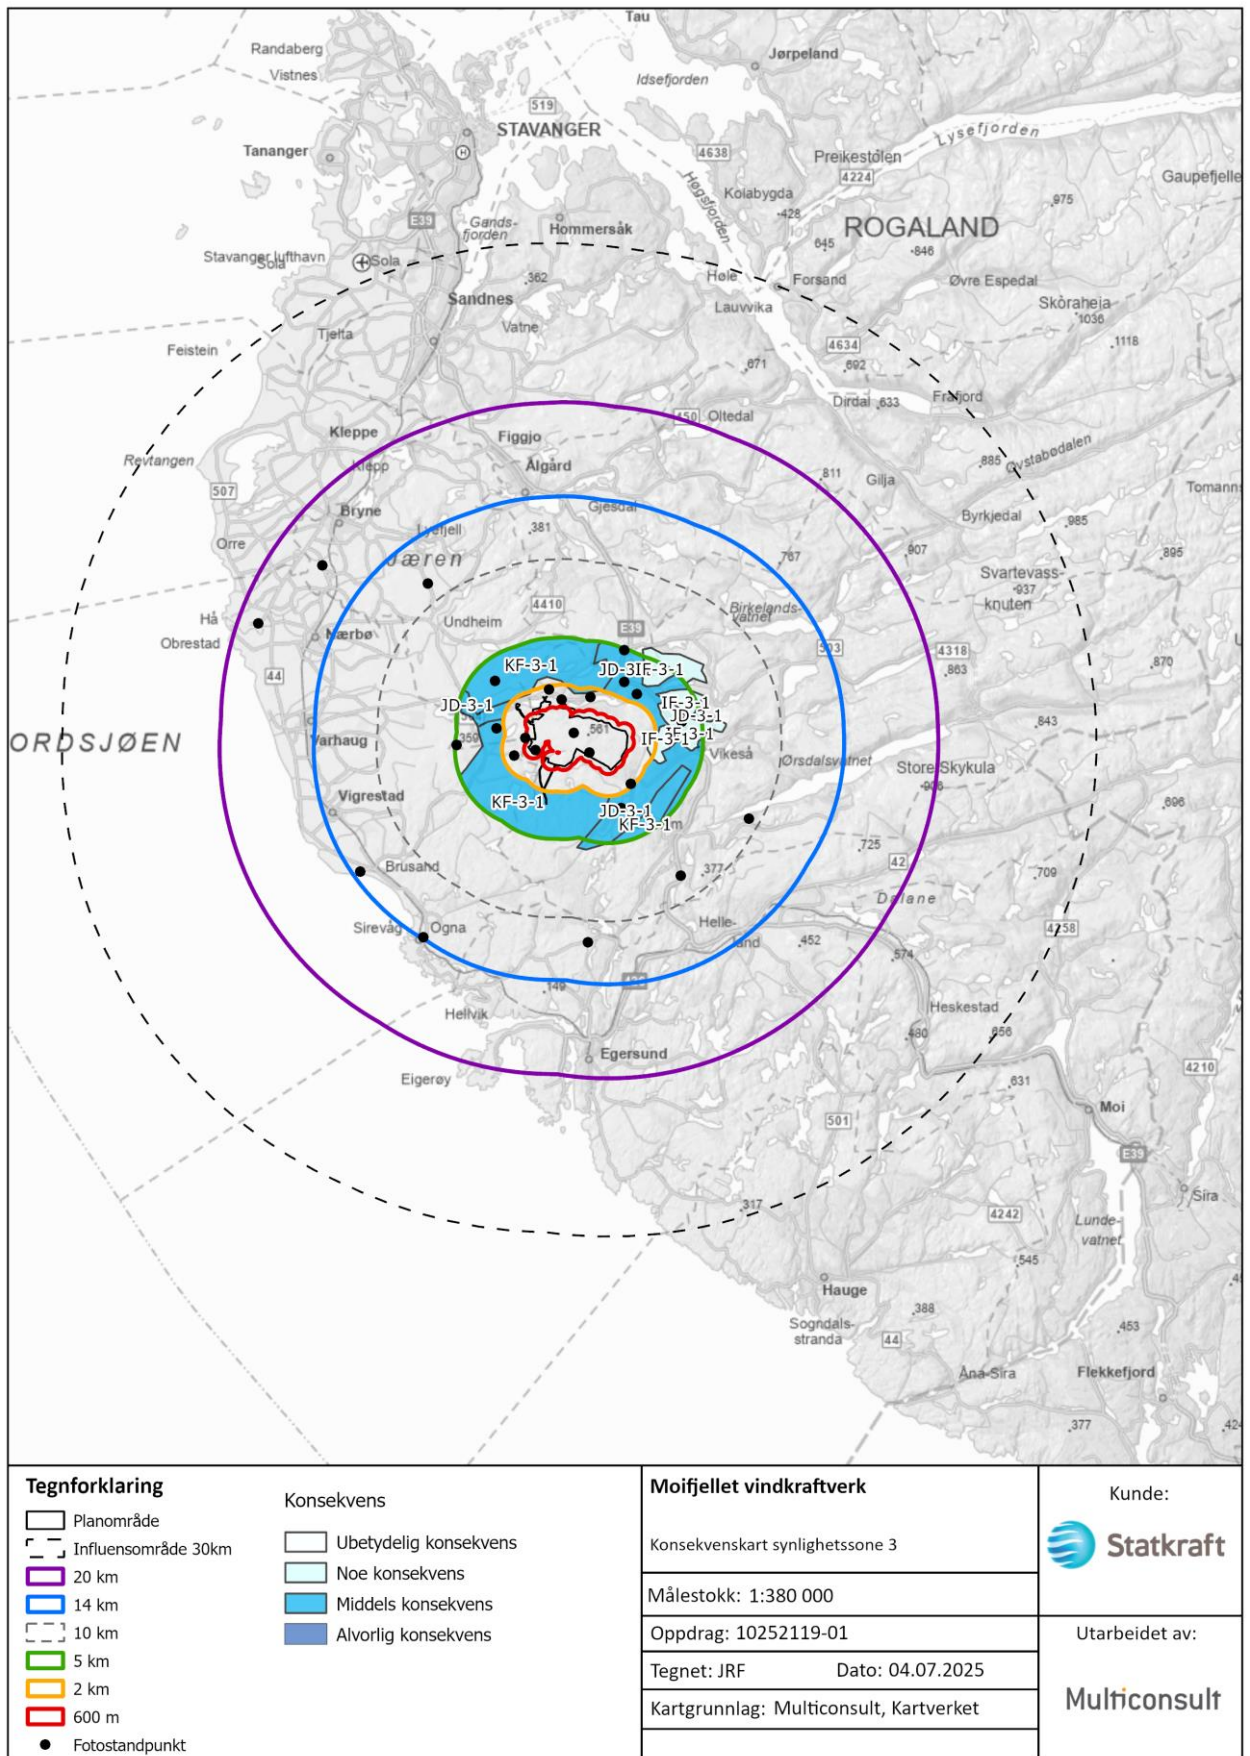 Tau
Randaberg
Jørpeland
Vistnes
Idsefjorden
519
STAVANGER
Lysefjorden
Tananger
4638
Preikestolen
4224
Gaupefjelle
Kolabygda
Høgsfjorden
975
428
E39
Gands-
fjorden
Hommersåk
ROGALAND
645
846
Stavanger lufthavn
Sola
Sola
362
Høle
Forsand
Øvre Espedal
Sandnes
Lauvvika
Skòraheia
1036
Tjelta
Vatne
Feistein
4634
1118
671
692
Frafjord
Dirdal
633
450
Oltedal
Kleppe
Figgjo
Revtangen
Klepp
Ålgård
885
Øvstabødalen
811
Gilja
507
Tomann
Gjesdal
Bryne
Byrkjedal
985
Lyefjell
381
Orre
907
895
Jæren
767
Svartevass-
knuten
937
4410
Birkelands-
vatnet
Hå
Undheim
E39
Obrestad
Nærbø
503
4318
870
863
44
KF-3-1
JD-3
IF-3-1
JD-3-1
IF-3-1
JD-3-1
359
561
IF-3-1
3-1
843
ORDSJØEN
Varhaug
Vikeså
Ørsdalsvatnet
Store Skykula
906
Vigrestad
KF-3-1
JD-3-1
KF-3-1
696
725
Brusand
377
42
709
Dalane
Sirevåg
Ogna
Helle-
land
452
4258
574
149
Hellvik
Heskestad
480
656
Egersund
Eigerøy
4210
631
Moi
501
E39
Sira
317
4242
Lunde-
vatnet
545
Hauge
388
Sogndals-
stranda
44
453
Åna-Sira
Flekkefjord
377
424
Tegnforklaring
Planområde
Influensområde 30km
20 km
14 km
10 km
5 km
2 km
600 m
Fotostandpunkt
Konsekvens
Ubetydelig konsekvens
Noe konsekvens
Middels konsekvens
Alvorlig konsekvens
Moifjellet vindkraftverk
Konsekvenskart synlighetssone 3
Målestokk: 1:380 000
Oppdrag: 10252119-01
Tegnet: JRF Dato: 04.07.2025
Kartgrunnlag: Multiconsult, Kartverket
Kunde:
Statkraft
Utarbeidet av:
Multiconsult